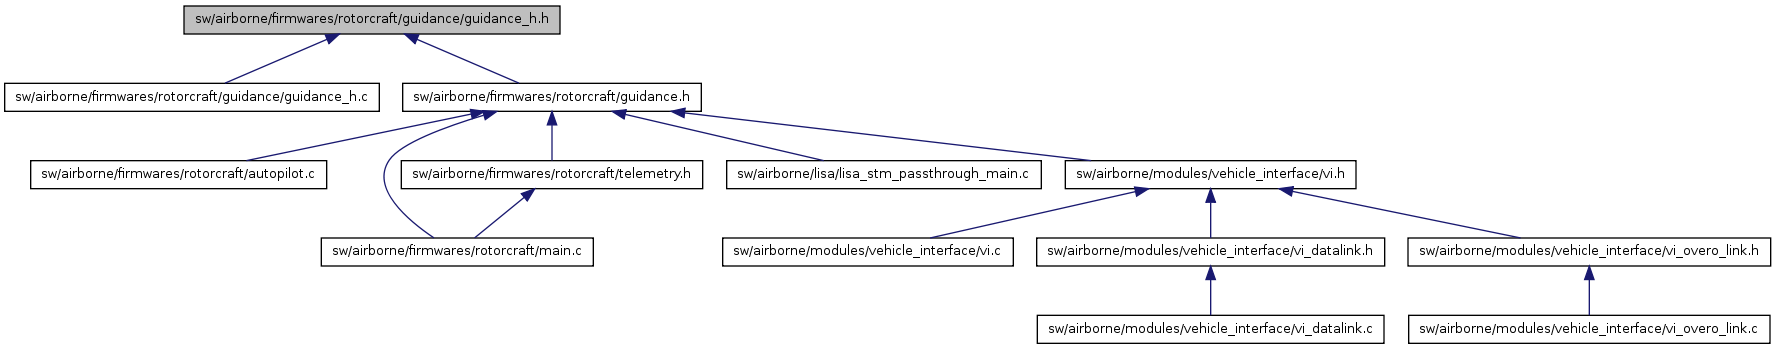 sw/airborne/firmwares/rotorcraft/guidance/guidance_h.h
sw/airborne/firmwares/rotorcraft/guidance/guidance_h.c
sw/airborne/firmwares/rotorcraft/guidance.h
sw/airborne/firmwares/rotorcraft/autopilot.c
sw/airborne/firmwares/rotorcraft/telemetry.h
sw/airborne/lisa/lisa_stm_passthrough_main.c
sw/airborne/modules/vehicle_interface/vi.h
sw/airborne/firmwares/rotorcraft/main.c
sw/airborne/modules/vehicle_interface/vi.c
sw/airborne/modules/vehicle_interface/vi_datalink.h
sw/airborne/modules/vehicle_interface/vi_overo_link.h
sw/airborne/modules/vehicle_interface/vi_datalink.c
sw/airborne/modules/vehicle_interface/vi_overo_link.c